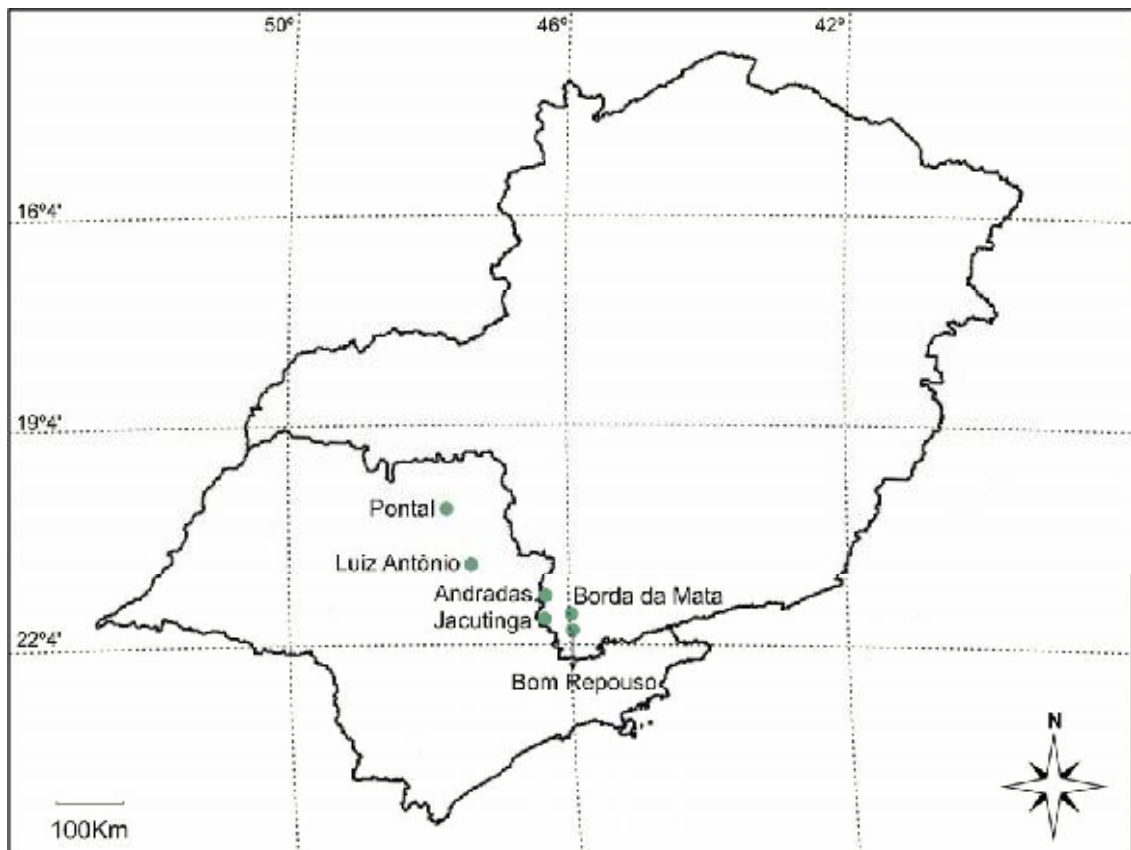 50° 46° 42°
16°4'
19°4'
Pontal
Luiz Antônio
Andradas Borda da Mata
Jacutinga
22°4'
Bom Repouso
N
100Km